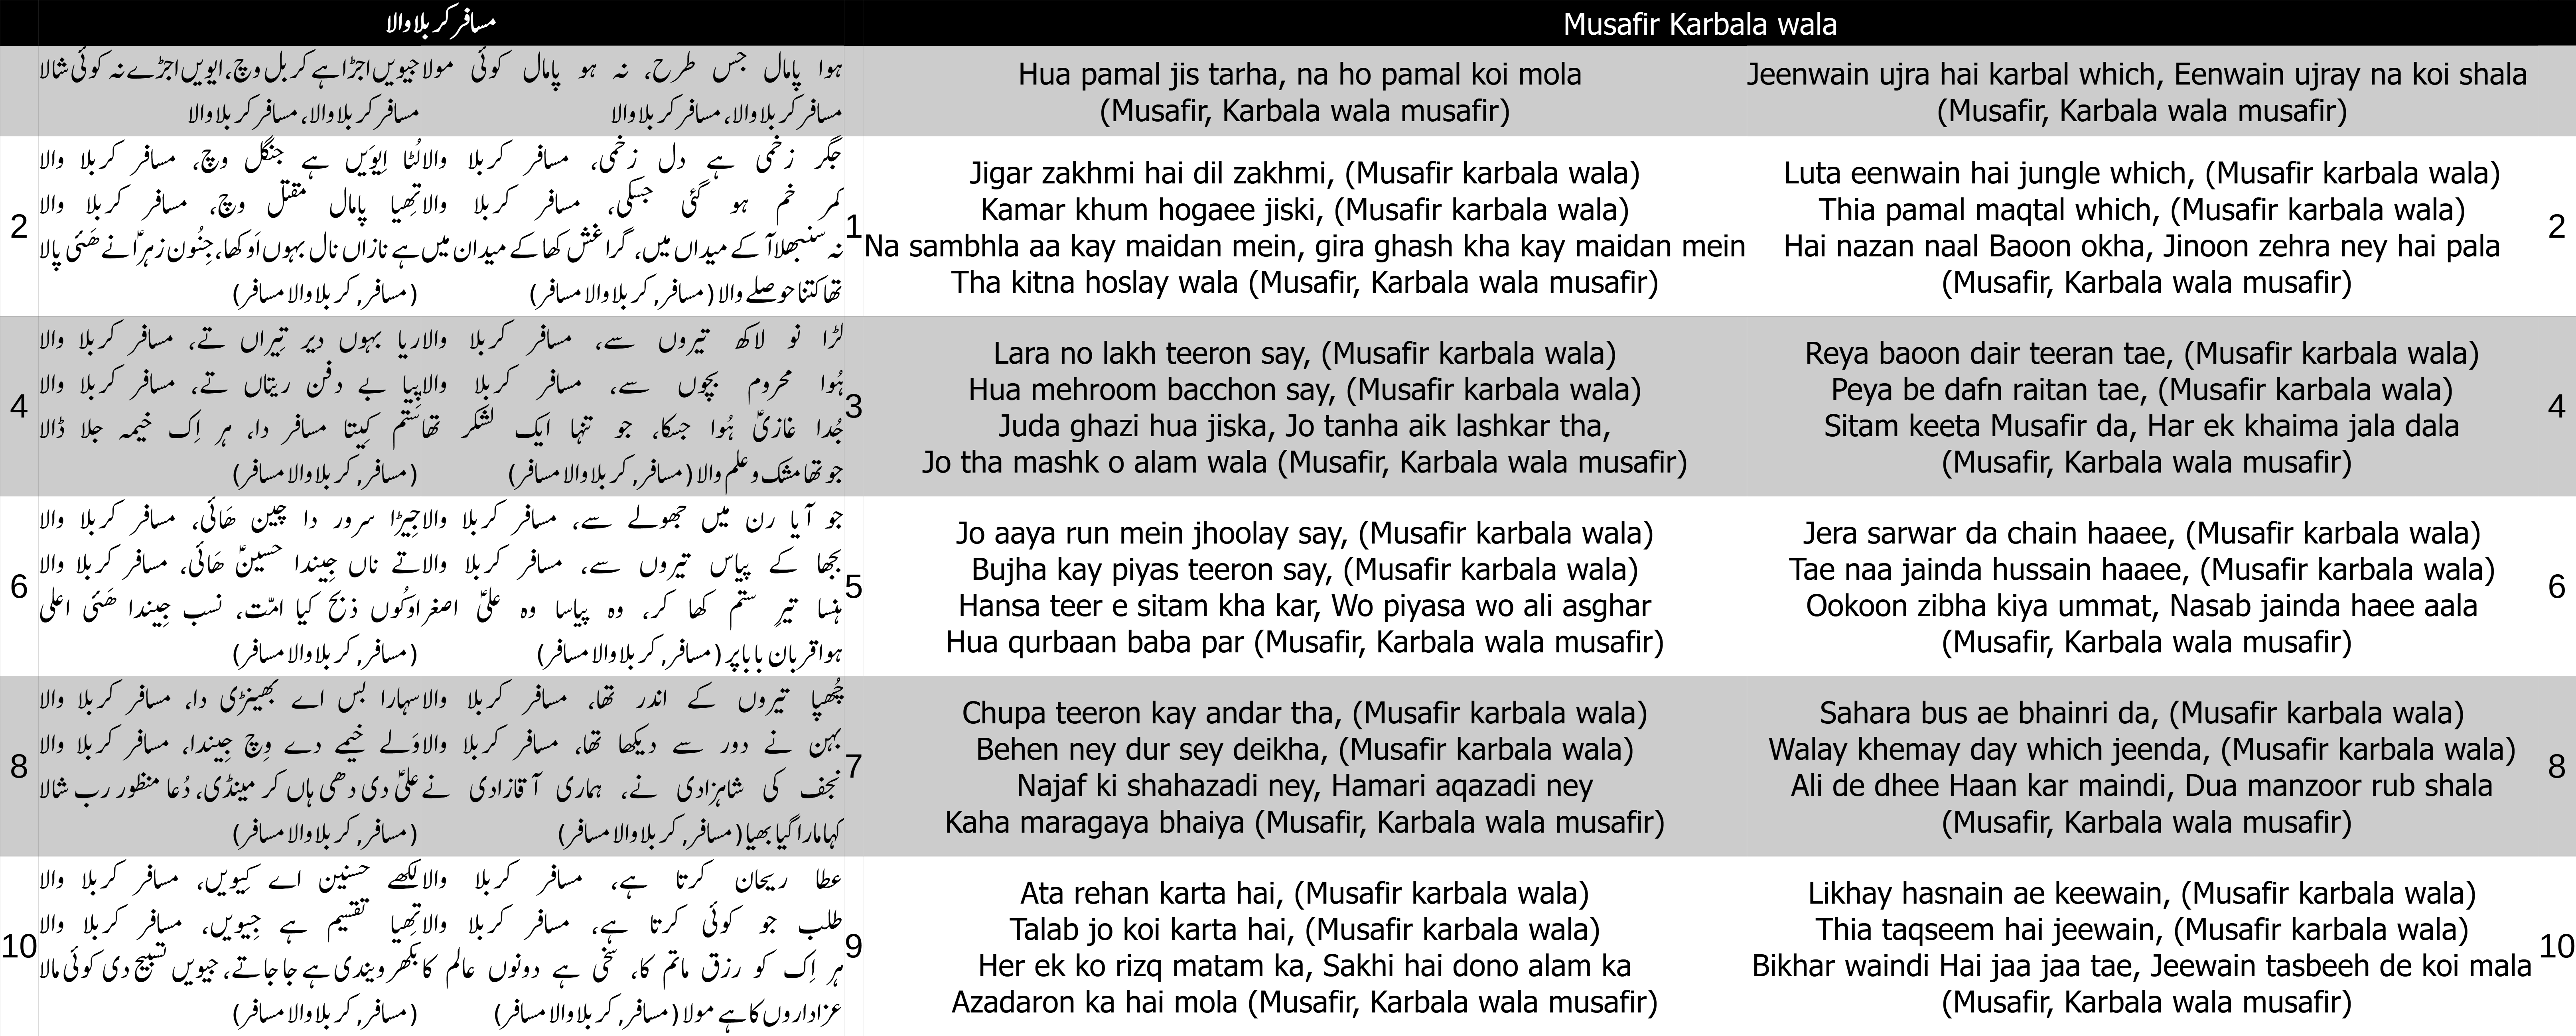 مسافر کربلا والا
Musafir Karbala wala
ہوا پامال جس طرح، نہ ہو پامال کوئی مولا
مسافر کربلا والا، مسافر کربلا والا
جیویں اجڑا ہے کربل وچ، ایویں اجڑے نہ کوئی شالا
مسافر کربلا والا، مسافر کربلا والا
Hua pamal jis tarha, na ho pamal koi mola
(Musafir, Karbala wala musafir)
Jeenwain ujra hai karbal which, Eenwain ujray na koi shala
(Musafir, Karbala wala musafir)
1
جگر زخمی ہے دل زخمی، مسافر کربلا والا
کمر خم ہو گئی جسکی، مسافر کربلا والا
نہ سنبھلا آ کے میداں میں، گرا غش کھا کے میدان میں
تھا کتنا حوصلے والا (مسافر, کربلا والا مسافر)
2
لُٹا اِیوَیں ہے جنگل وچ، مسافر کربلا والا
تِھیا پامال مقتل وچ، مسافر کربلا والا
ہے نازاں نال بہوں اَوکھا، جِنُون زہراؑ نے ھَئی پالا
(مسافر, کربلا والا مسافر)
Jigar zakhmi hai dil zakhmi, (Musafir karbala wala)
Kamar khum hogaee jiski, (Musafir karbala wala)
Na sambhla aa kay maidan mein, gira ghash kha kay maidan mein
Tha kitna hoslay wala (Musafir, Karbala wala musafir)
Luta eenwain hai jungle which, (Musafir karbala wala)
Thia pamal maqtal which, (Musafir karbala wala)
Hai nazan naal Baoon okha, Jinoon zehra ney hai pala
(Musafir, Karbala wala musafir)
2
3
لڑا نو لاکھ تیروں سے، مسافر کربلا والا
ہُوا محروم بچوں سے، مسافر کربلا والا
جُدا غازیؑ ہُوا جسکا، جو تنہا ایک لشکر تھا
جو تھا مشک و علم والا (مسافر, کربلا والا مسافر)
4
ریا بہوں دیر تِیراں تے، مسافر کربلا والا
پِیا بے دفن ریتاں تے، مسافر کربلا والا
سِتم کِیتا مسافر دا، ہر اِک خیمہ جلا ڈالا
(مسافر, کربلا والا مسافر)
Lara no lakh teeron say, (Musafir karbala wala)
Hua mehroom bacchon say, (Musafir karbala wala)
Juda ghazi hua jiska, Jo tanha aik lashkar tha,
Jo tha mashk o alam wala (Musafir, Karbala wala musafir)
Reya baoon dair teeran tae, (Musafir karbala wala)
Peya be dafn raitan tae, (Musafir karbala wala)
Sitam keeta Musafir da, Har ek khaima jala dala
(Musafir, Karbala wala musafir)
4
5
جو آیا رن میں جھولے سے، مسافر کربلا والا
بجھا کے پیاس تیروں سے، مسافر کربلا والا
ہنسا تیرِ ستم کھا کر، وہ پیاسا وہ علیؑ اصغر
ہوا قربان بابا پر (مسافر, کربلا والا مسافر)
6
جِیڑا سرور دا چین ھَائی، مسافر کربلا والا
تے ناں جِیندا حسینؑ ھَائی، مسافر کربلا والا
اوکُوں ذبح کیا امّت، نسب جِیندا ھَئی اعلی
(مسافر, کربلا والا مسافر)
Jo aaya run mein jhoolay say, (Musafir karbala wala)
Bujha kay piyas teeron say, (Musafir karbala wala)
Hansa teer e sitam kha kar, Wo piyasa wo ali asghar
Hua qurbaan baba par (Musafir, Karbala wala musafir)
Jera sarwar da chain haaee, (Musafir karbala wala)
Tae naa jainda hussain haaee, (Musafir karbala wala)
Ookoon zibha kiya ummat, Nasab jainda haee aala
(Musafir, Karbala wala musafir)
6
7
چُھپا تیروں کے اندر تھا، مسافر کربلا والا
بہن نے دور سے دیکھا تھا، مسافر کربلا والا
نجف کی شاہزادی نے، ہماری آقازادی نے
کہا مارا گیا بھیا (مسافر, کربلا والا مسافر)
8
سہارا بس اے بھینڑی دا، مسافر کربلا والا
وَلے خیمے دے وِچ جِیندا، مسافر کربلا والا
علیؑ دی دھی ہاں کر مینڈی، دُعا منظور رب شالا
(مسافر, کربلا والا مسافر)
Chupa teeron kay andar tha, (Musafir karbala wala)
Behen ney dur sey deikha, (Musafir karbala wala)
Najaf ki shahazadi ney, Hamari aqazadi ney
Kaha maragaya bhaiya (Musafir, Karbala wala musafir)
Sahara bus ae bhainri da, (Musafir karbala wala)
Walay khemay day which jeenda, (Musafir karbala wala)
Ali de dhee Haan kar maindi, Dua manzoor rub shala
(Musafir, Karbala wala musafir)
8
9
عطا ریحان کرتا ہے، مسافر کربلا والا
طلب جو کوئی کرتا ہے، مسافر کربلا والا
ہر اِک کو رزق ماتم کا، سخی ہے دونوں عالم کا
عزاداروں کا ہے مولا (مسافر, کربلا والا مسافر)
10
لکھے حسنین اے کِیویں، مسافر کربلا والا
تِھیا تقسیم ہے جِیویں، مسافر کربلا والا
بکھر ویندی ہے جا جا تے، جیویں تسبیح دی کوئی مالا
(مسافر, کربلا والا مسافر)
Ata rehan karta hai, (Musafir karbala wala)
Talab jo koi karta hai, (Musafir karbala wala)
Her ek ko rizq matam ka, Sakhi hai dono alam ka
Azadaron ka hai mola (Musafir, Karbala wala musafir)
Likhay hasnain ae keewain, (Musafir karbala wala)
Thia taqseem hai jeewain, (Musafir karbala wala)
Bikhar waindi Hai jaa jaa tae, Jeewain tasbeeh de koi mala
(Musafir, Karbala wala musafir)
10